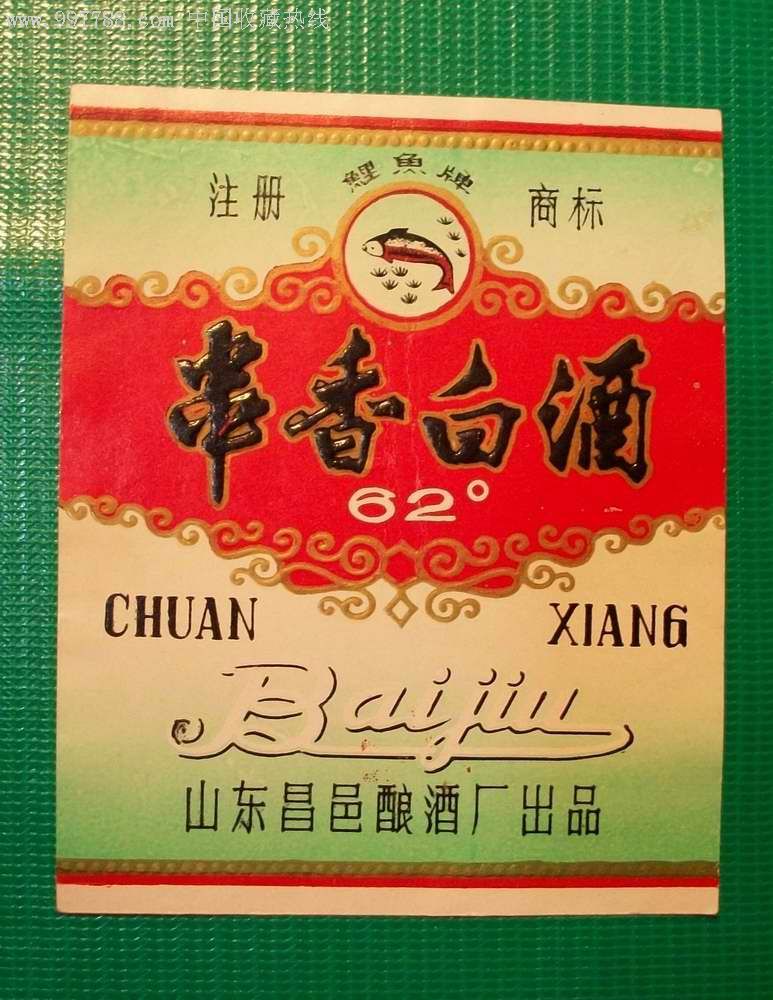 www.997788.com 中国收藏热线
鲤魚牌
注册 商标
串香白酒
62°
CHUAN XIANG
Baijiu
山东昌邑酿酒厂出品